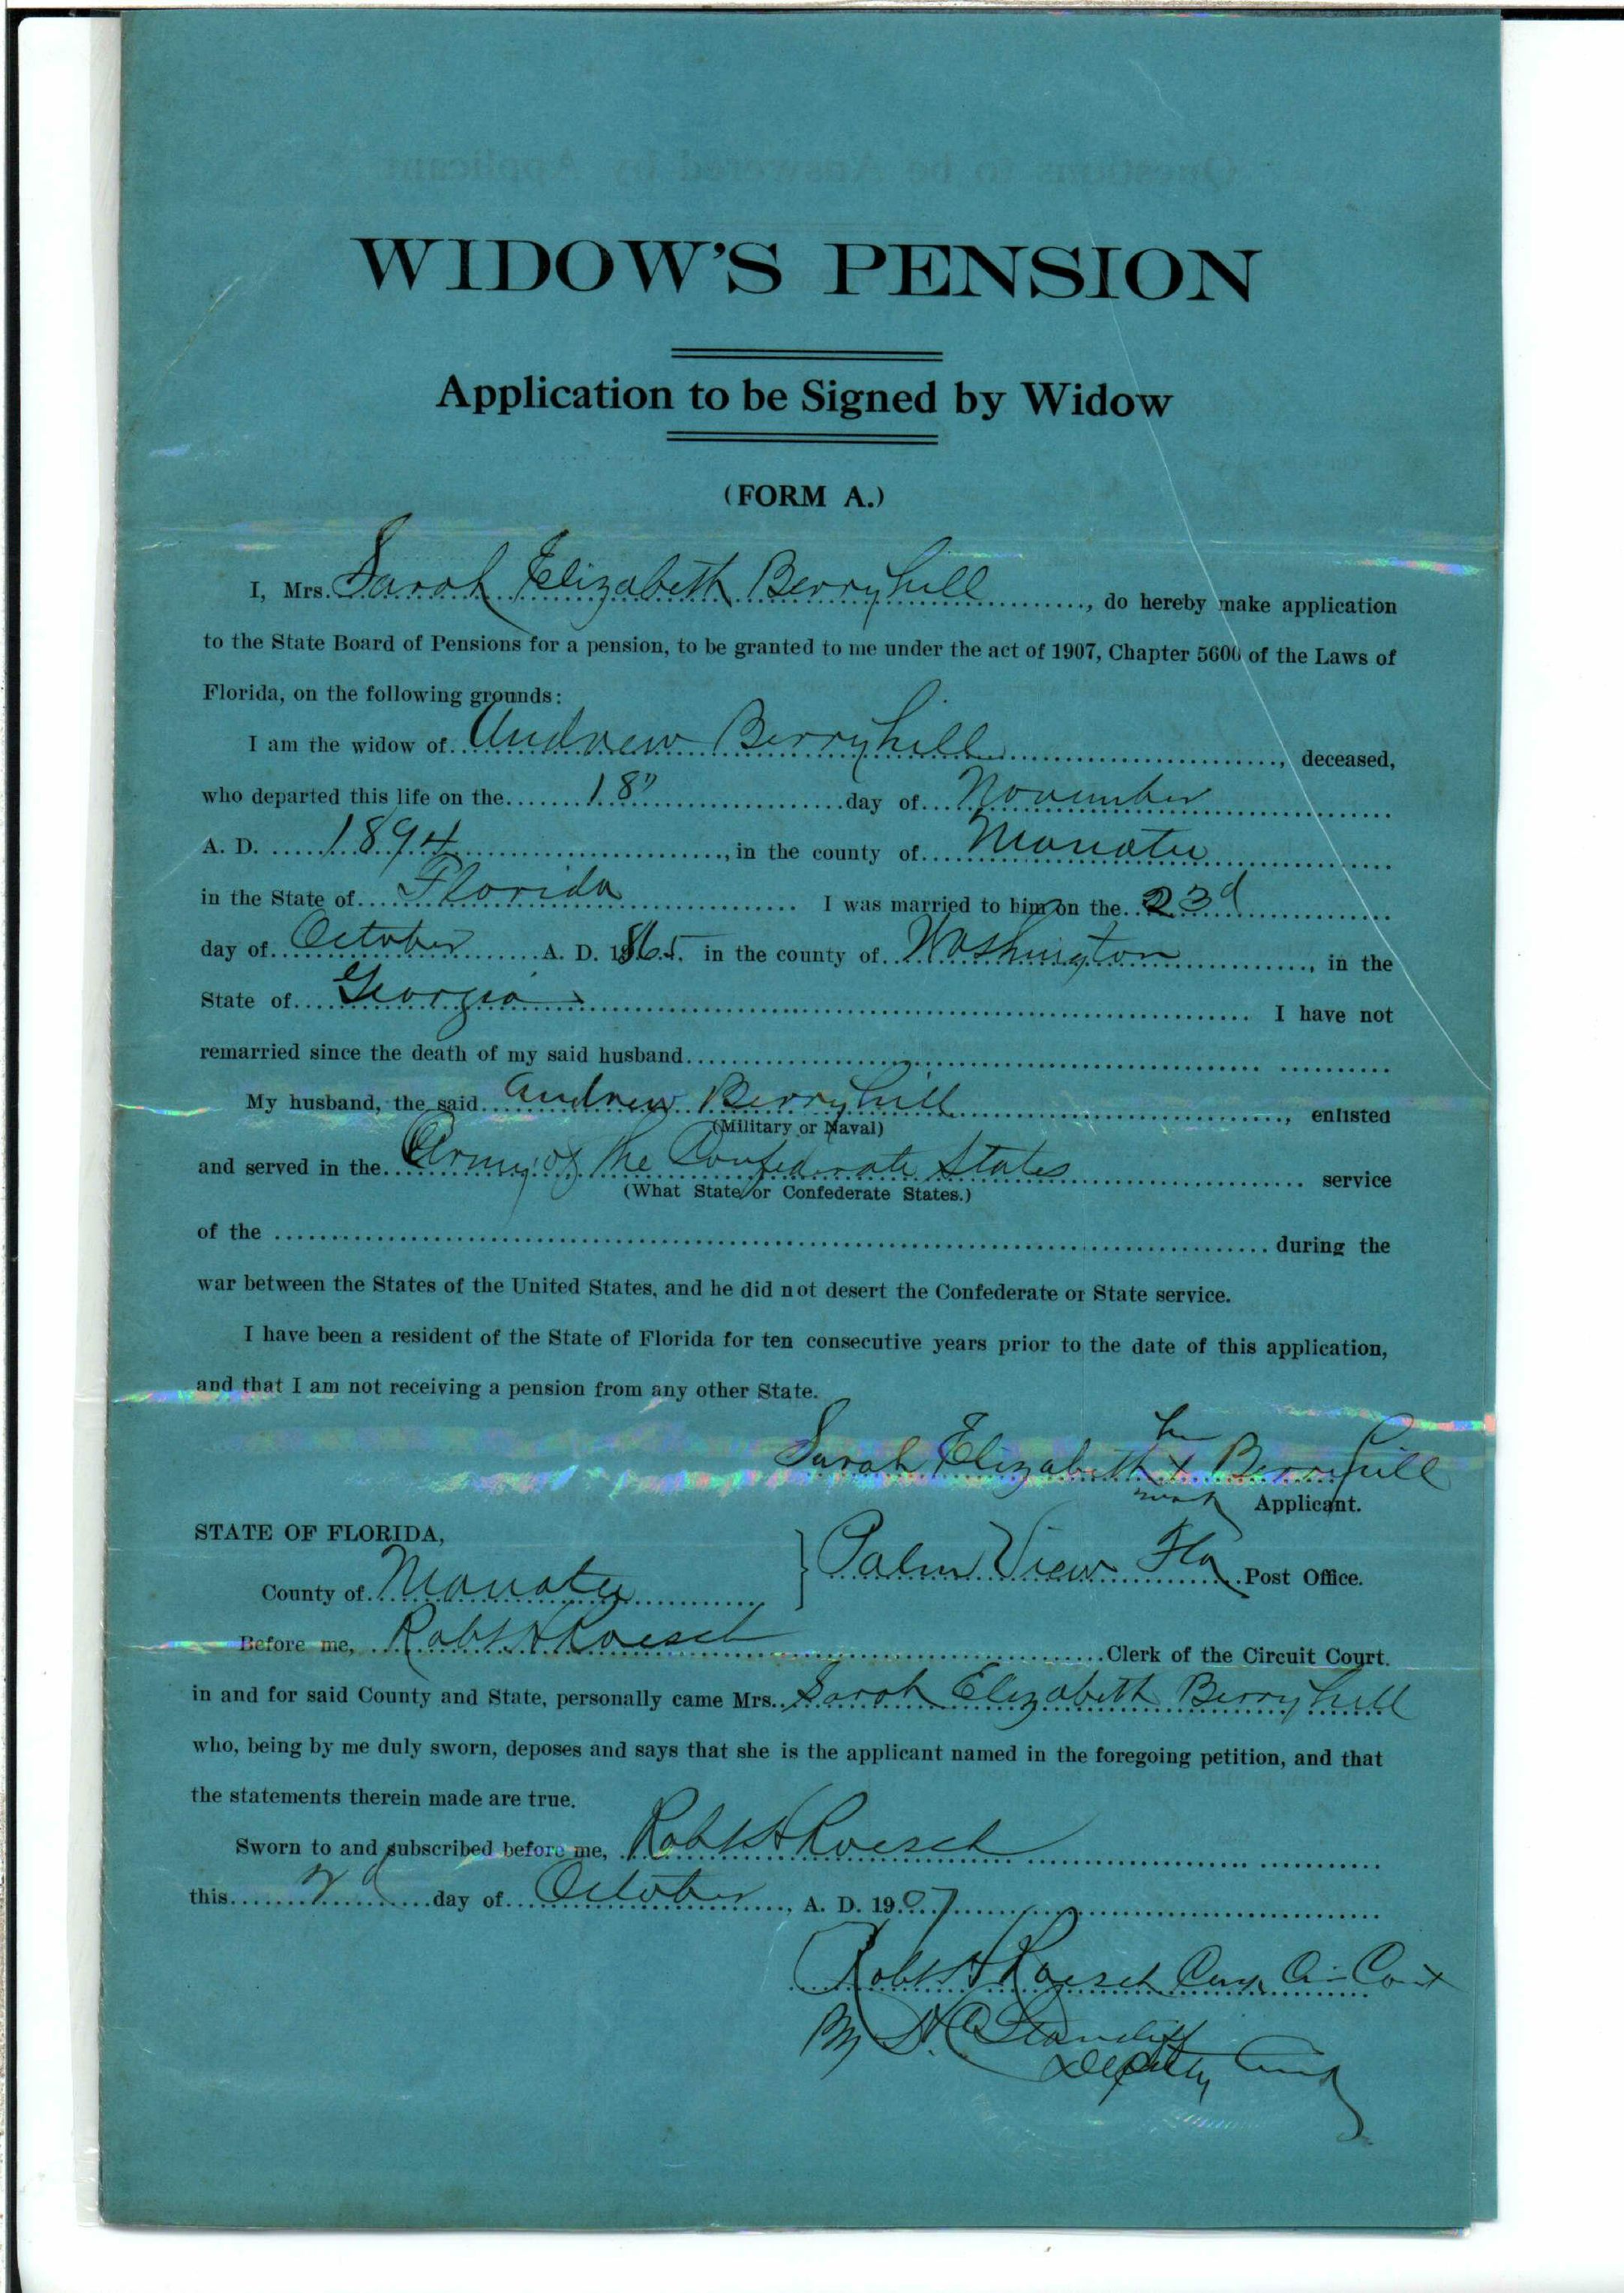 WIDOW'S PENSION
Application to be Signed by Widow
(FORM A.)
I, Mrs. Sarah Elizabeth Berryhill, do hereby make application
to the State Board of Pensions for a pension, to be granted to me under the act of 1907, Chapter 5600 of the Laws of
Florida, on the following grounds:
I am the widow of Andrew Berryhill, deceased,
who departed this life on the 18" day of November
A. D. 1894, in the county of Manatee
in the State of Florida I was married to him on the 23d
day of October A. D. 1865 in the county of Washington, in the
State of Georgia I have not
remarried since the death of my said husband
My husband, the said Andrew Berryhill, enlisted
(Military or Naval)
and served in the Army of the Confederate States service
(What State or Confederate States.)
of the during the
war between the States of the United States, and he did not desert the Confederate or State service.
I have been a resident of the State of Florida for ten consecutive years prior to the date of this application,
and that I am not receiving a pension from any other State.
her
Sarah Elizabeth x Berryhill
mark Applicant.
STATE OF FLORIDA,
County of Manatee } Palm View Fla Post Office.
Before me, Robt H Roesch Clerk of the Circuit Court.
in and for said County and State, personally came Mrs. Sarah Elizabeth Berryhill
who, being by me duly sworn, deposes and says that she is the applicant named in the foregoing petition, and that
the statements therein made are true.
Sworn to and subscribed before me, Robt H Roesch
this 2d day of October, A. D. 1907
Robt H Roesch Clerk Cir Court
By
Deputy Clerk